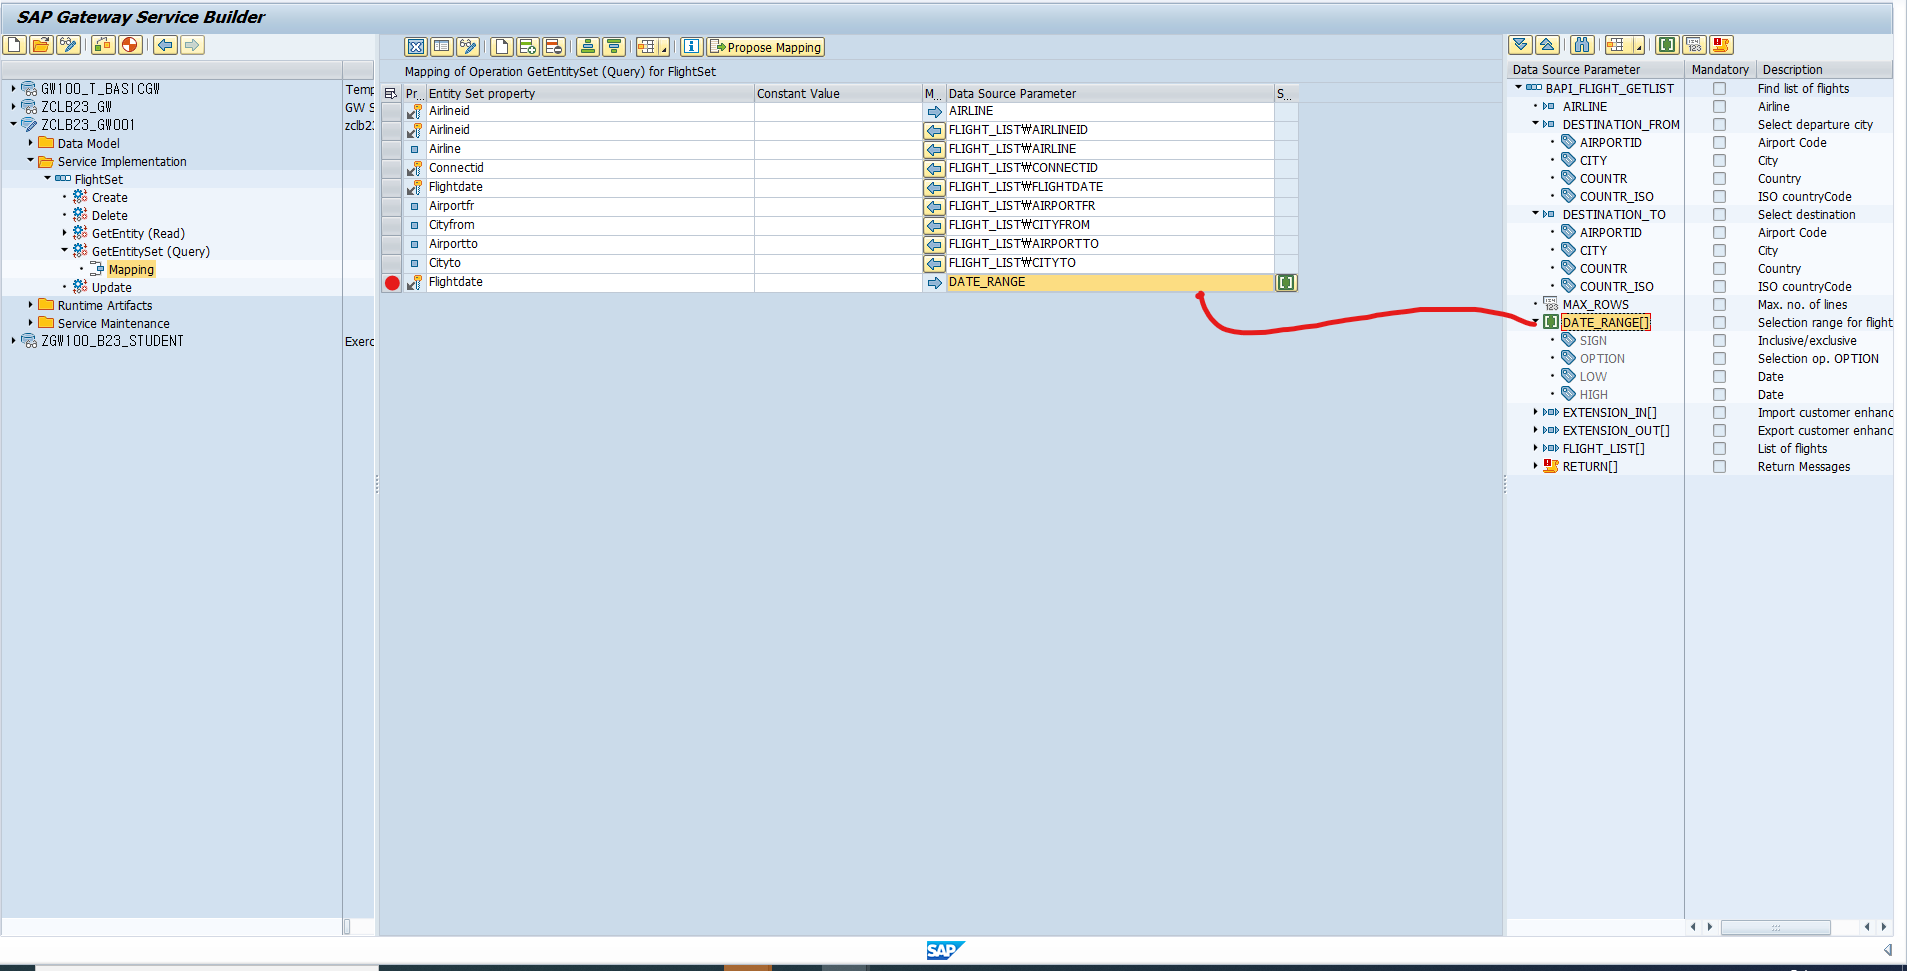 SAP Gateway Service Builder
GW100_T_BASICGW Temp
ZCLB23_GW GW S
ZCLB23_GW001 zclb23
Data Model
Service Implementation
FlightSet
Create
Delete
GetEntity (Read)
GetEntitySet (Query)
Mapping
Update
Runtime Artifacts
Service Maintenance
ZGW100_B23_STUDENT Exerc
Propose Mapping
Mapping of Operation GetEntitySet (Query) for FlightSet
Pr... Entity Set property Constant Value M... Data Source Parameter S...
Airlineid AIRLINE
Airlineid FLIGHT_LIST₩AIRLINEID
Airline FLIGHT_LIST₩AIRLINE
Connectid FLIGHT_LIST₩CONNECTID
Flightdate FLIGHT_LIST₩FLIGHTDATE
Airportfr FLIGHT_LIST₩AIRPORTFR
Cityfrom FLIGHT_LIST₩CITYFROM
Airportto FLIGHT_LIST₩AIRPORTTO
Cityto FLIGHT_LIST₩CITYTO
Flightdate DATE_RANGE
Data Source Parameter Mandatory Description
BAPI_FLIGHT_GETLIST Find list of flights
AIRLINE Airline
DESTINATION_FROM Select departure city
AIRPORTID Airport Code
CITY City
COUNTR Country
COUNTR_ISO ISO countryCode
DESTINATION_TO Select destination
AIRPORTID Airport Code
CITY City
COUNTR Country
COUNTR_ISO ISO countryCode
MAX_ROWS Max. no. of lines
DATE_RANGE[] Selection range for flight
SIGN Inclusive/exclusive
OPTION Selection op. OPTION
LOW Date
HIGH Date
EXTENSION_IN[] Import customer enhanc
EXTENSION_OUT[] Export customer enhanc
FLIGHT_LIST[] List of flights
RETURN[] Return Messages
SAP